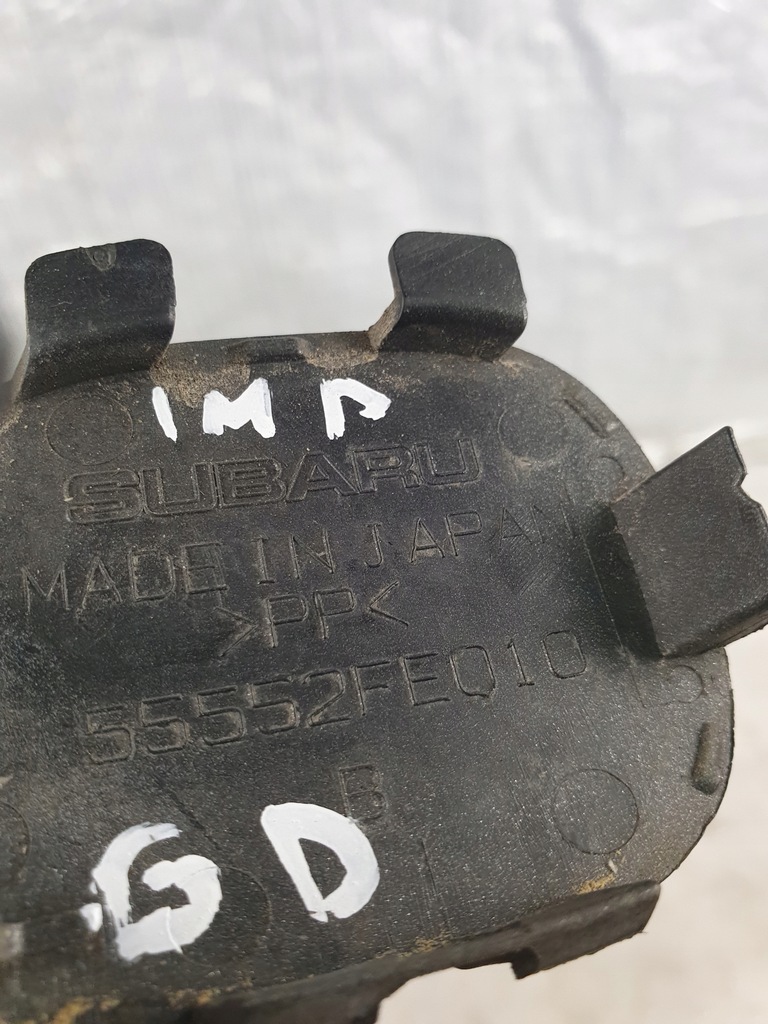 IMP
SUBARU
MADE IN JAPAN
>PP<
55552FE010
B
GD